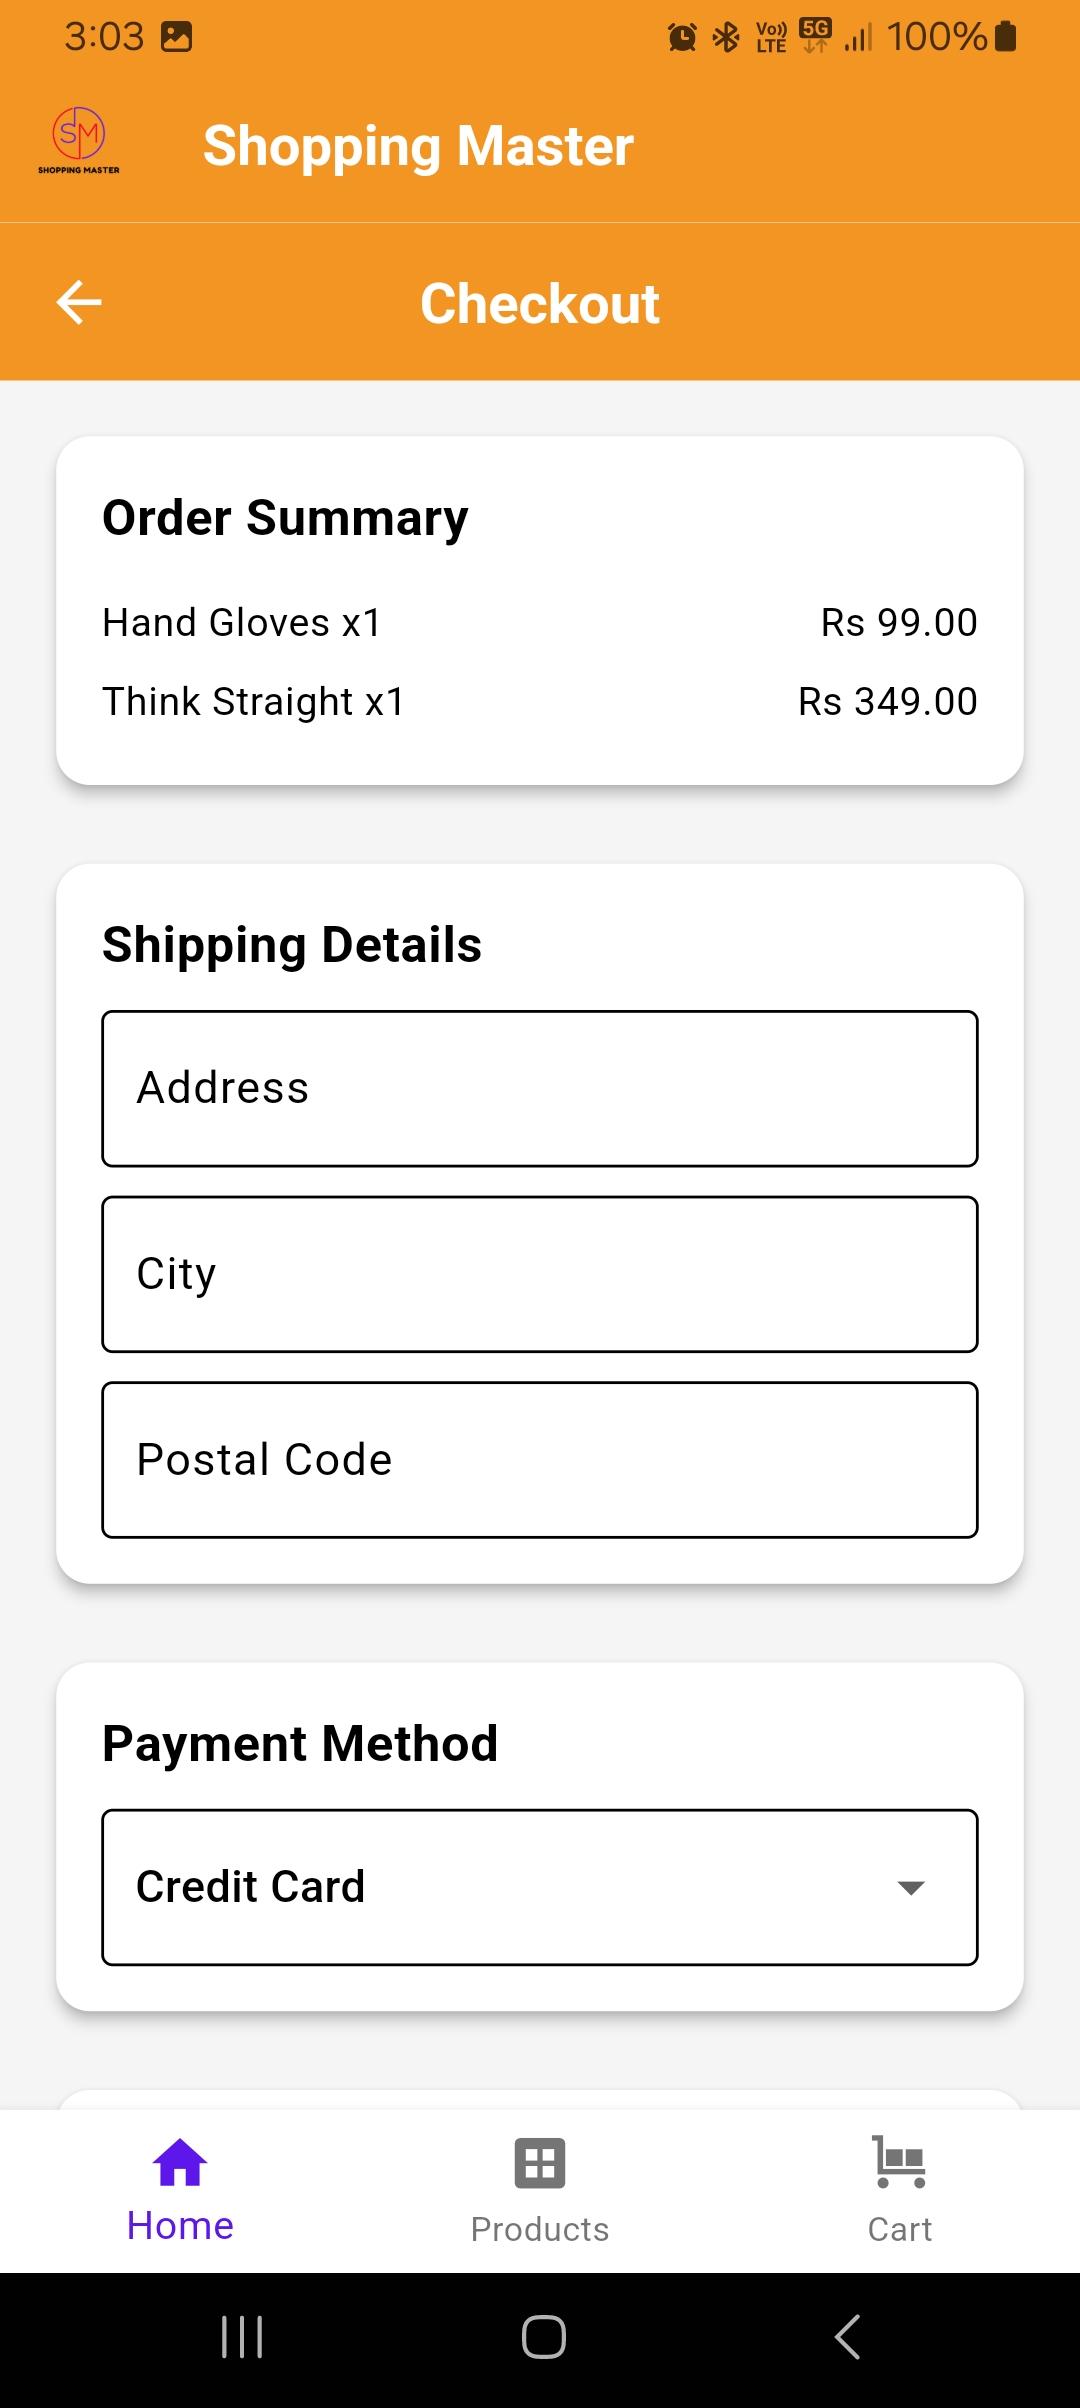 3:03 Vo)) LTE 5G 100%
SM
SHOPPING MASTER
Shopping Master
Checkout
Order Summary
Hand Gloves x1 Rs 99.00
Think Straight x1 Rs 349.00
Shipping Details
Address
City
Postal Code
Payment Method
Credit Card
Home Products Cart